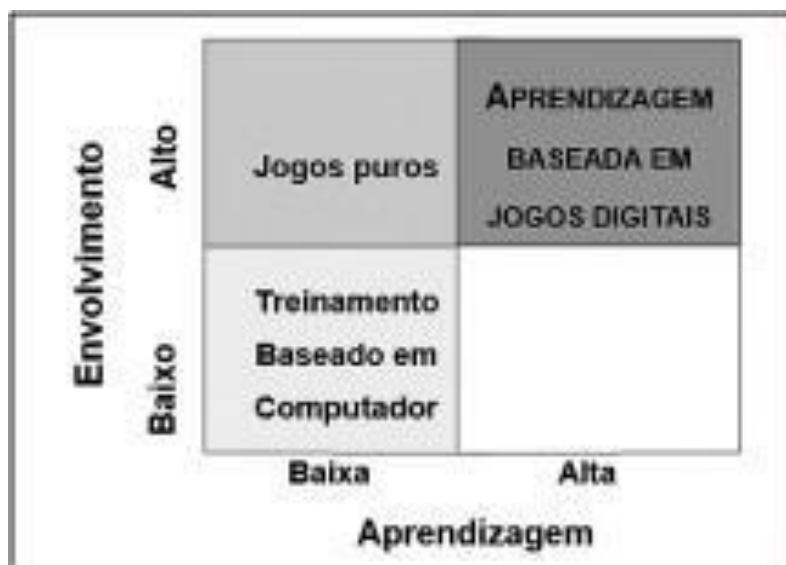 Envolvimento
Alto
Baixo
Jogos puros
APRENDIZAGEM
BASEADA EM
JOGOS DIGITAIS
Treinamento
Baseado em
Computador
Baixa
Alta
Aprendizagem